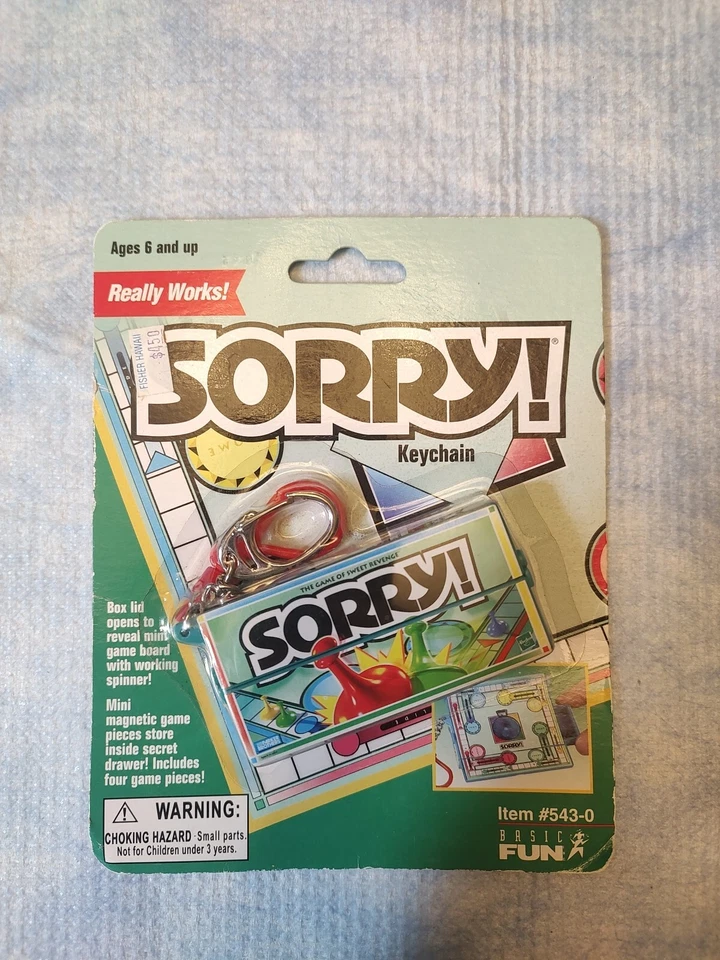 Ages 6 and up
Really Works!
FISHER HAWAII
$4.50
SORRY!®
Keychain
THE GAME OF SWEET REVENGE
SORRY!
Box lid
opens to
reveal mini
game board
with working
spinner!
Mini
magnetic game
pieces store
inside secret
drawer! Includes
four game pieces!
SORRY!
WARNING:
CHOKING HAZARD - Small parts.
Not for Children under 3 years.
Item #543-0
BASIC
FUN